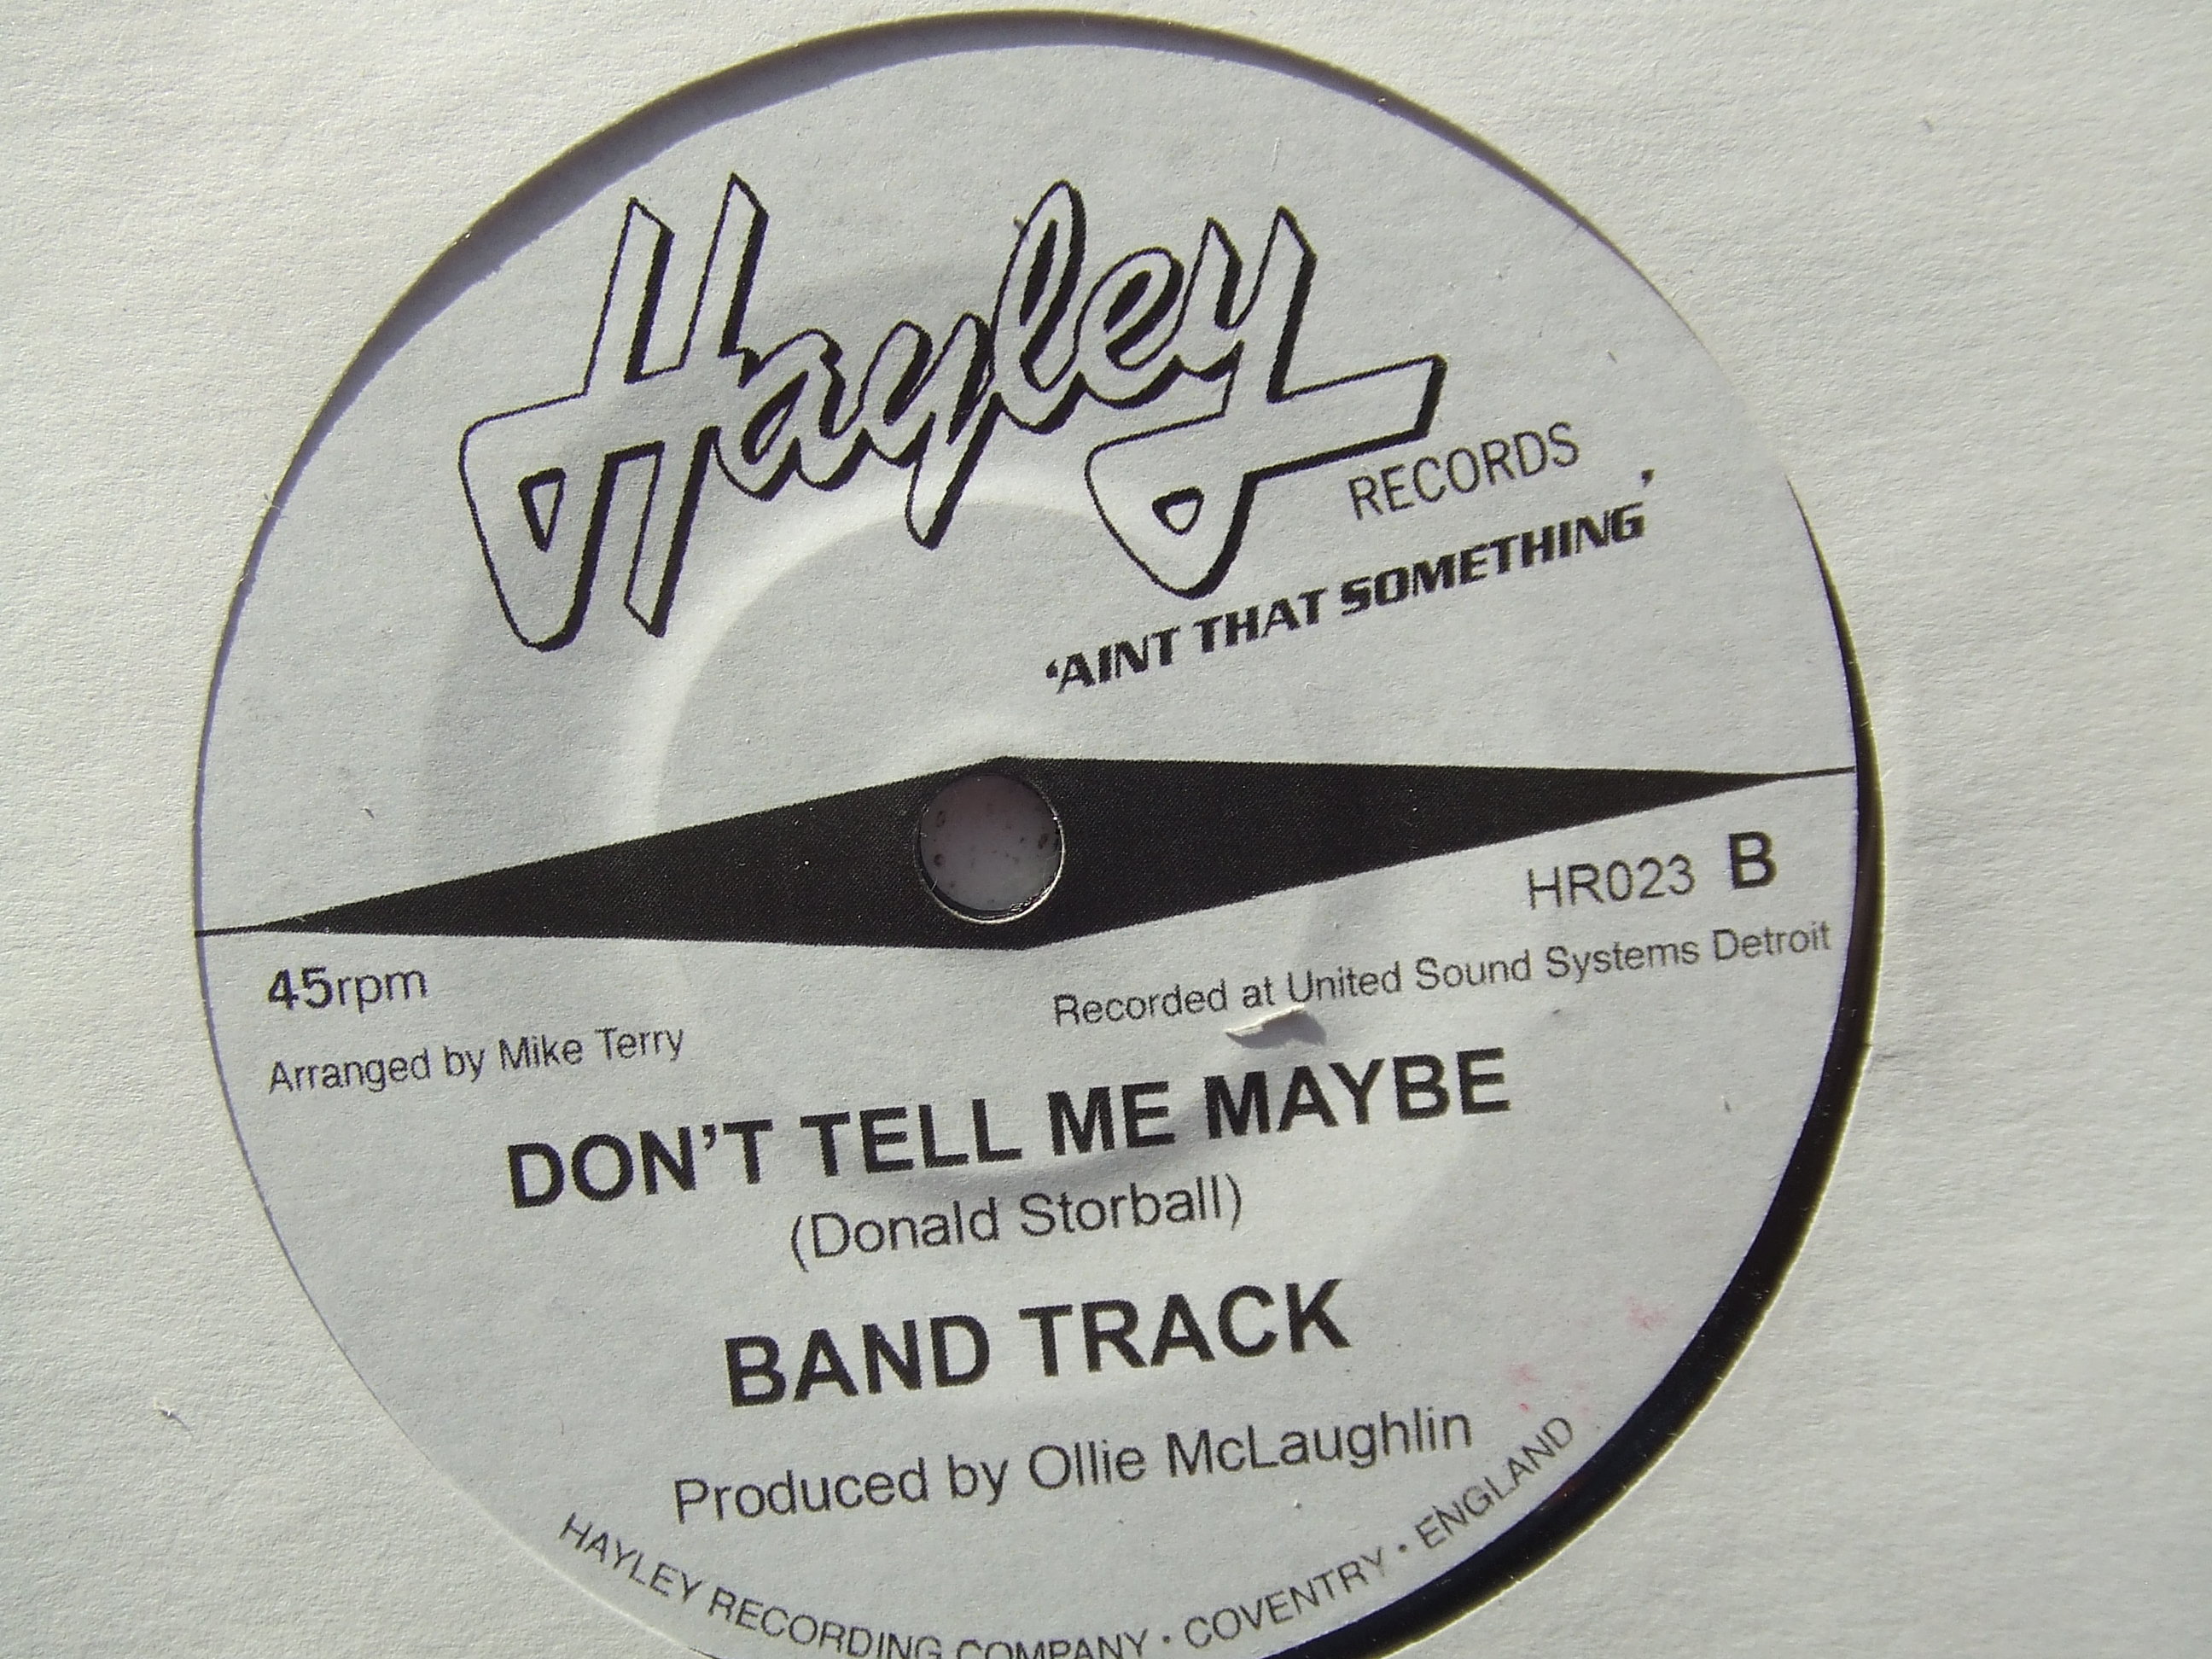 Hayley
RECORDS
‘AINT THAT SOMETHING’
HR023 B
45rpm
Recorded at United Sound Systems Detroit
Arranged by Mike Terry
DON'T TELL ME MAYBE
(Donald Storball)
BAND TRACK
Produced by Ollie McLaughlin
HAYLEY RECORDING COMPANY · COVENTRY · ENGLAND